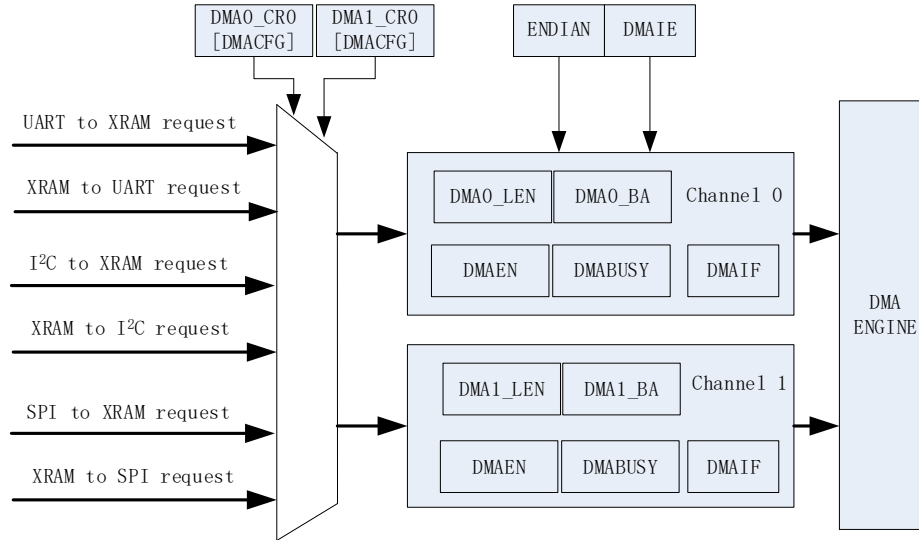 DMA0_CR0 DMA1_CR0 ENDIAN DMAIE
[DMACFG] [DMACFG]
UART to XRAM request
XRAM to UART request
I²C to XRAM request
XRAM to I²C request
SPI to XRAM request
XRAM to SPI request
DMA0_LEN DMA0_BA Channel 0
DMAEN DMABUSY DMAIF
DMA1_LEN DMA1_BA Channel 1
DMAEN DMABUSY DMAIF
DMA
ENGINE